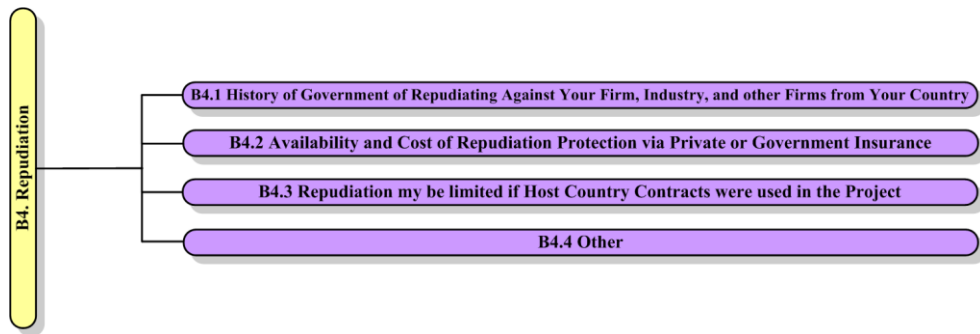 B4. Repudiation
B4.1 History of Government of Repudiating Against Your Firm, Industry, and other Firms from Your Country
B4.2 Availability and Cost of Repudiation Protection via Private or Government Insurance
B4.3 Repudiation my be limited if Host Country Contracts were used in the Project
B4.4 Other